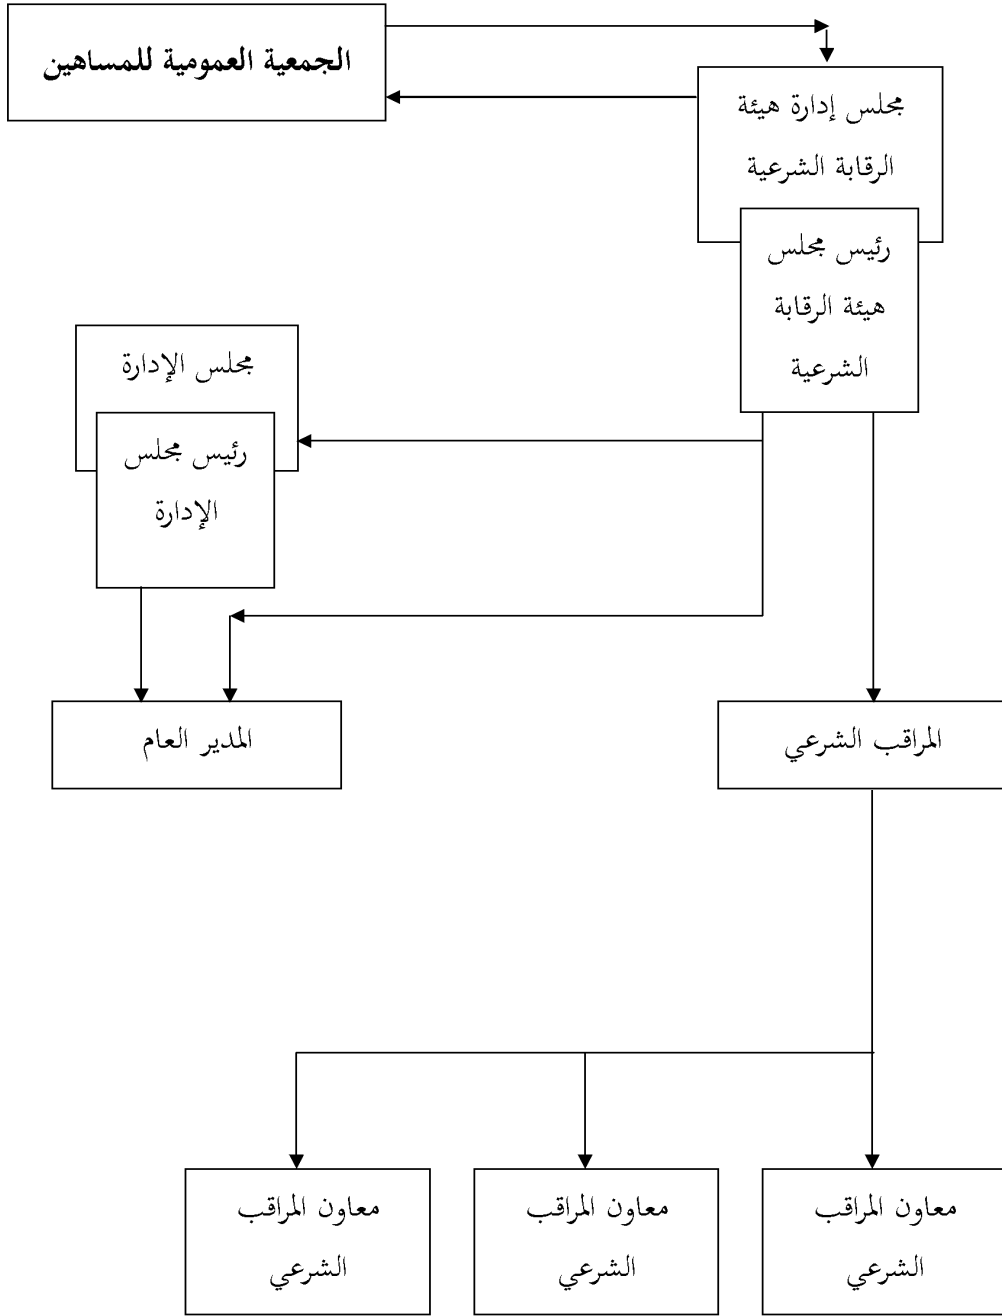 الجمعية العمومية للمساهين
مجلس إدارة هيئة
الرقابة الشرعية
رئيس مجلس
هيئة الرقابة
الشرعية
مجلس الإدارة
رئيس مجلس
الإدارة
المراقب الشرعي
المدير العام
معاون المراقب
الشرعي
معاون المراقب
الشرعي
معاون المراقب
الشرعي